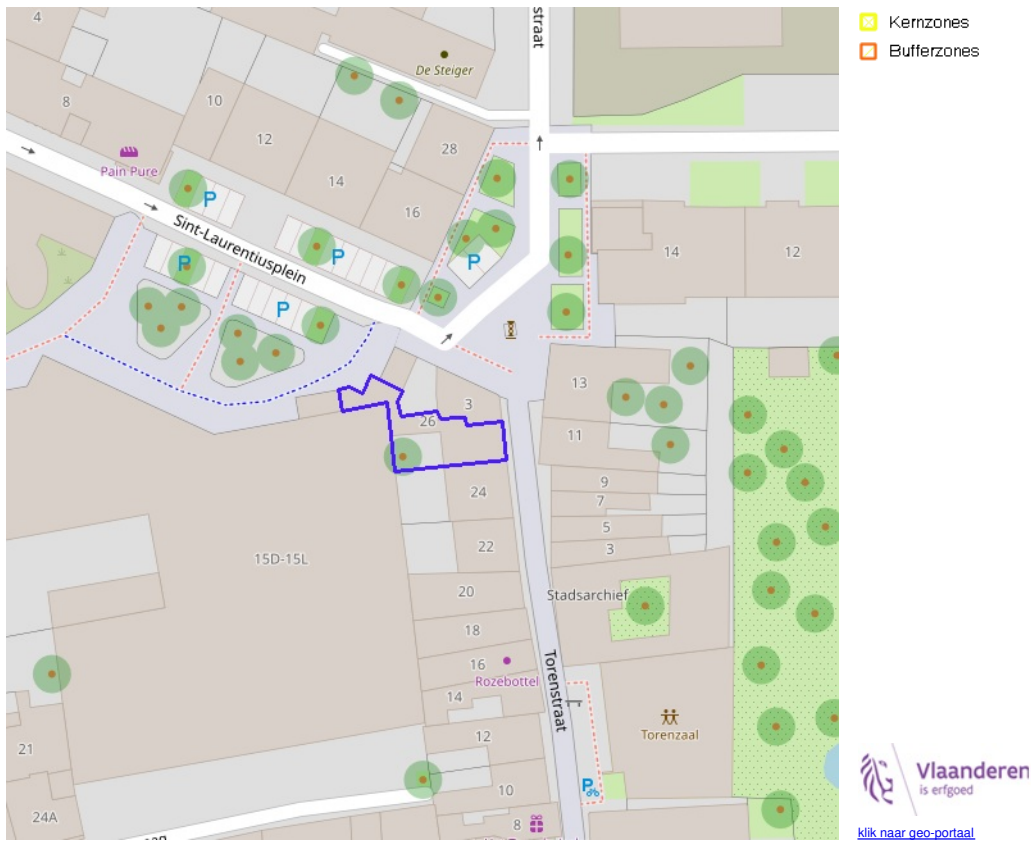 4
straat
Kernzones
Bufferzones
De Steiger
8
10
12
28
Pain Pure
14
P
16
Sint-Laurentiusplein
P
P
P
P
14
12
13
3
26
11
24
9
7
5
3
22
15D-15L
20
Stadsarchief
18
16
Rozebottel
14
Torenstraat
12
Torenzaal
21
10
P
24A
8
Vlaanderen
is erfgoed
klik naar geo-portaal